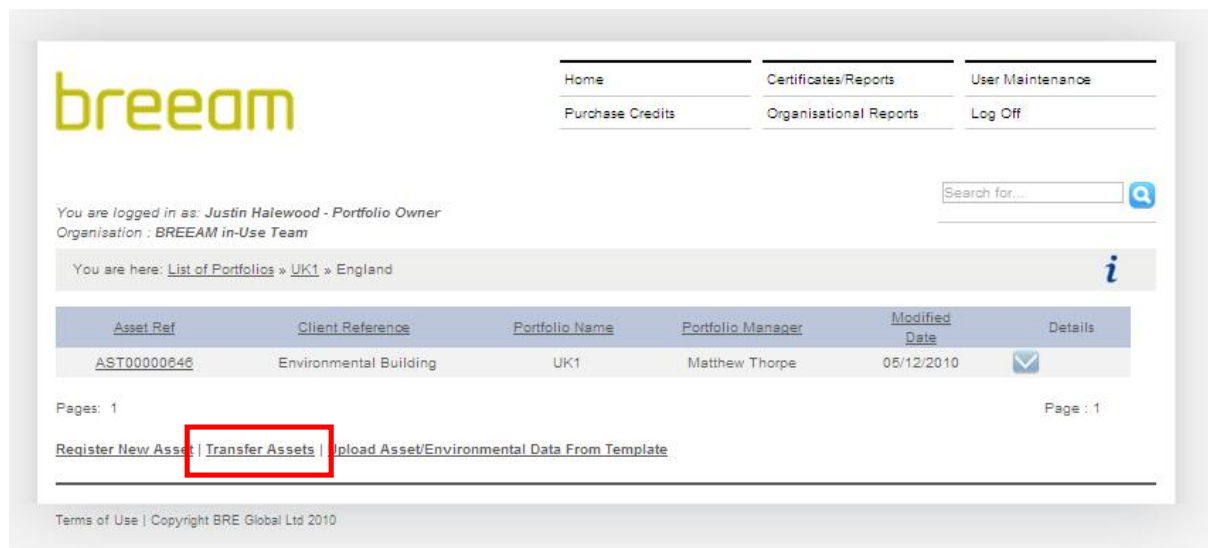 breeam
Home Certificates/Reports User Maintenance
Purchase Credits Organisational Reports Log Off
Search for...
You are logged in as: Justin Halewood - Portfolio Owner
Organisation : BREEAM in-Use Team
You are here: List of Portfolios » UK1 » England
i
Asset Ref Client Reference Portfolio Name Portfolio Manager Modified Date Details
AST00000646 Environmental Building UK1 Matthew Thorpe 05/12/2010
Pages: 1 Page : 1
Register New Asset | Transfer Assets | Upload Asset/Environmental Data From Template
Terms of Use | Copyright BRE Global Ltd 2010